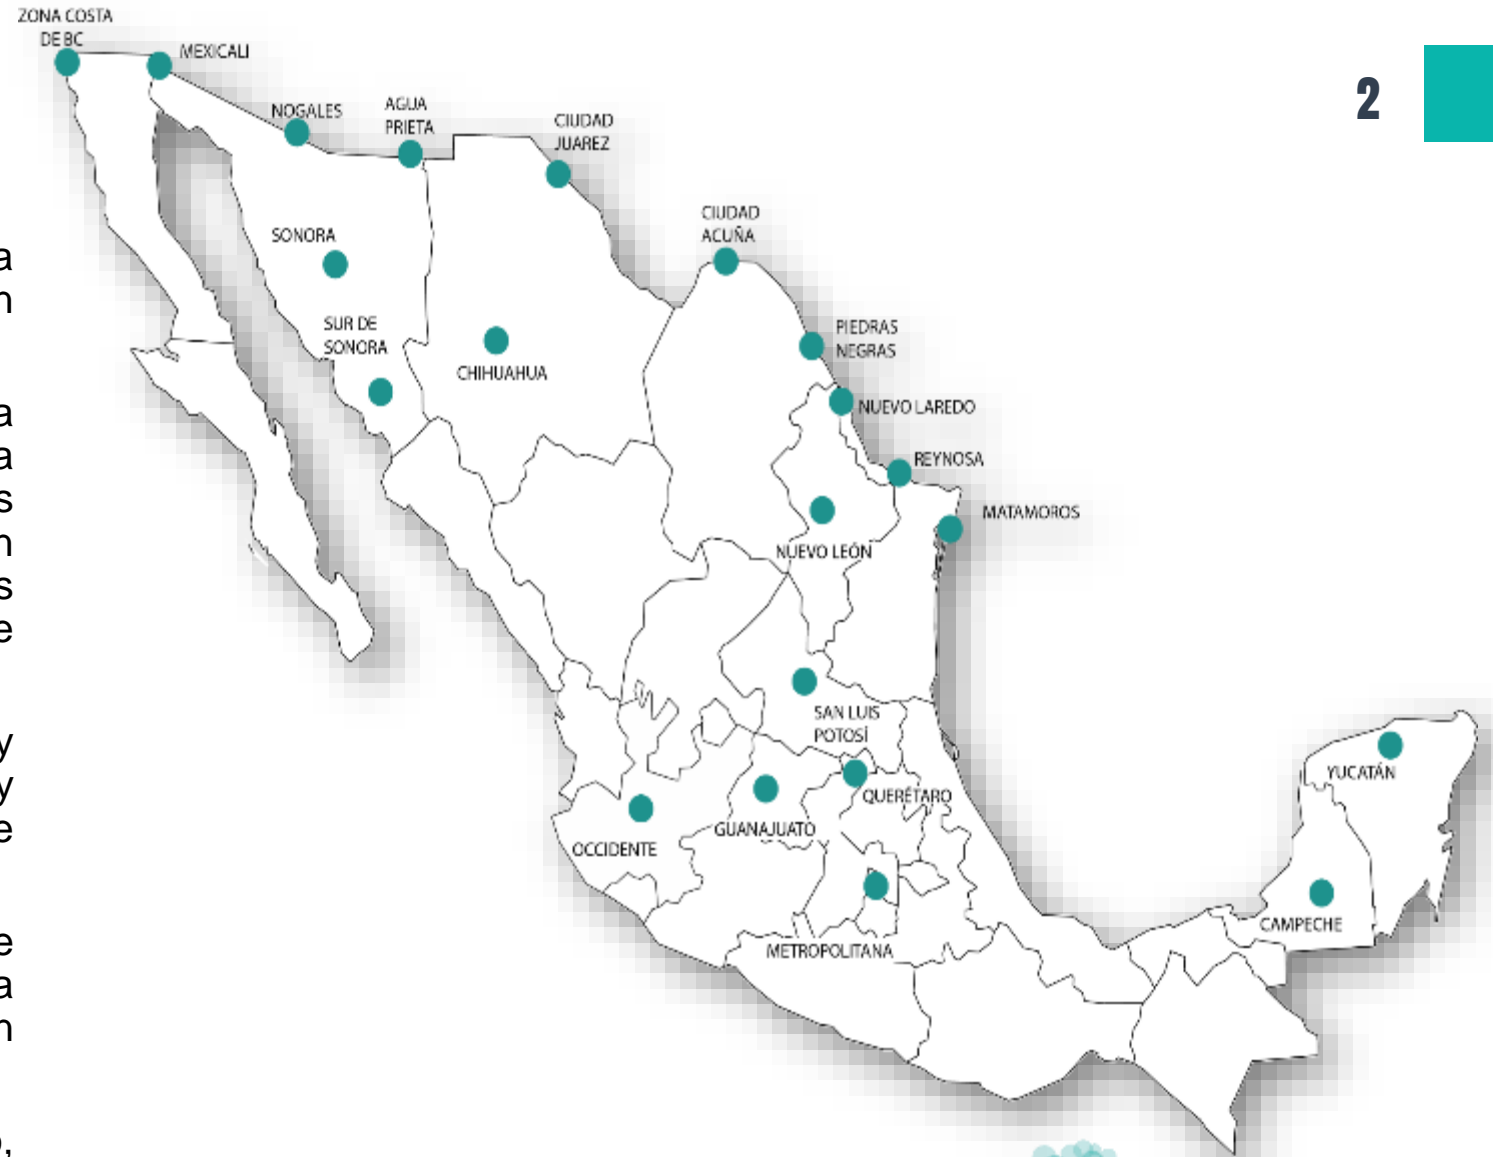 ZONA COSTA
DE BC
MEXICALI
2
NOGALES
AGUA
PRIETA
CIUDAD
JUAREZ
CIUDAD
ACUÑA
SONORA
a
n
SUR DE
SONORA
CHIHUAHUA
PIEDRAS
NEGRAS
NUEVO LAREDO
a
a
s
n
s
e
REYNOSA
MATAMOROS
NUEVO LEÓN
SAN LUIS
POTOSÍ
y
y
e
YUCATÁN
QUERÉTARO
GUANAJUATO
OCCIDENTE
CAMPECHE
METROPOLITANA
e
a
n
o,